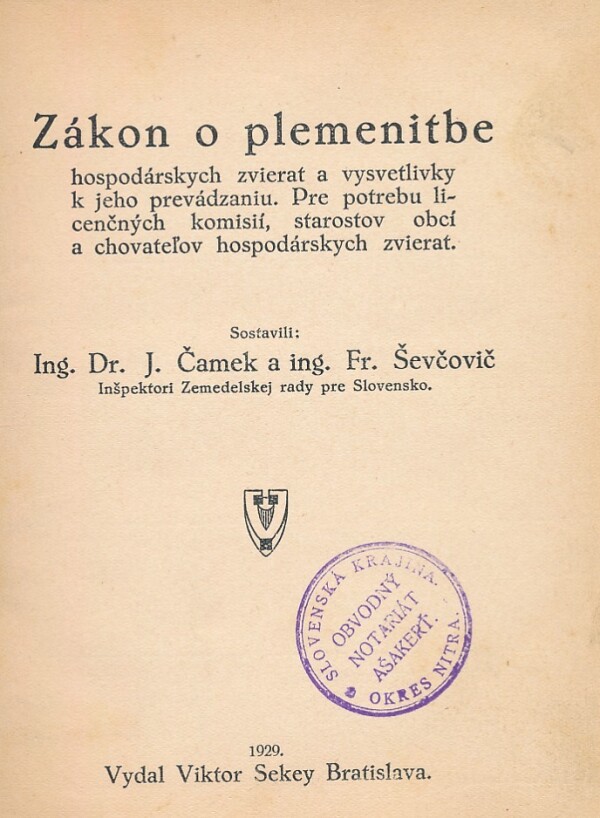 Zákon o plemenitbe
hospodárskych zvierat a vysvetlivky
k jeho prevádzaniu. Pre potrebu li-
cenčných komisií, starostov obcí
a chovateľov hospodárskych zvierat.
Sostavili:
Ing. Dr. J. Čamek a ing. Fr. Ševčovič
Inšpektori Zemedelskej rady pre Slovensko.
SLOVENSKÁ KRAJINA.
OBVODNÝ
NOTARIÁT
AŠAKERŤ.
OKRES NITRA.
1929.
Vydal Viktor Sekey Bratislava.